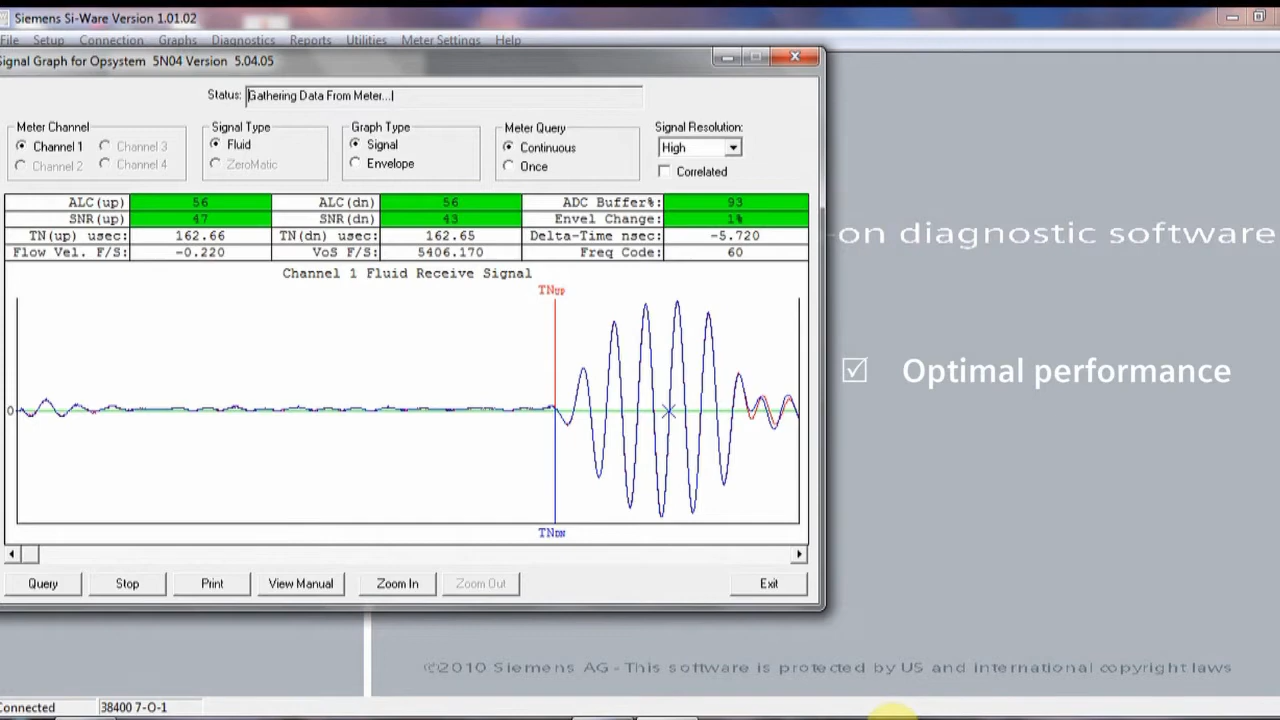 Siemens Si-Ware Version 1.01.02
File Setup Connection Graphs Diagnostics Reports Utilities Meter Settings Help
Signal Graph for Opsystem 5N04 Version 5.04.05
Status: Gathering Data From Meter...
Meter Channel
Channel 1
Channel 3
Channel 2
Channel 4
Signal Type
Fluid
ZeroMatic
Graph Type
Signal
Envelope
Meter Query
Continuous
Once
Signal Resolution:
High
Correlated
ALC(up) 56 ALC(dn) 56 ADC Buffer%: 93
SNR(up) 47 SNR(dn) 43 Envel Change: 1%
TN(up) usec: 162.66 TN(dn) usec: 162.65 Delta-Time nsec: -5.720
Flow Vel. F/S: -0.220 VoS F/S: 5406.170 Freq Code: 60
Channel 1 Fluid Receive Signal
TNUP
0
TNDN
Query Stop Print View Manual Zoom In Zoom Out Exit
-on diagnostic software
☑ Optimal performance
©2010 Siemens AG - This software is protected by US and international copyright laws
Connected 38400 7-O-1